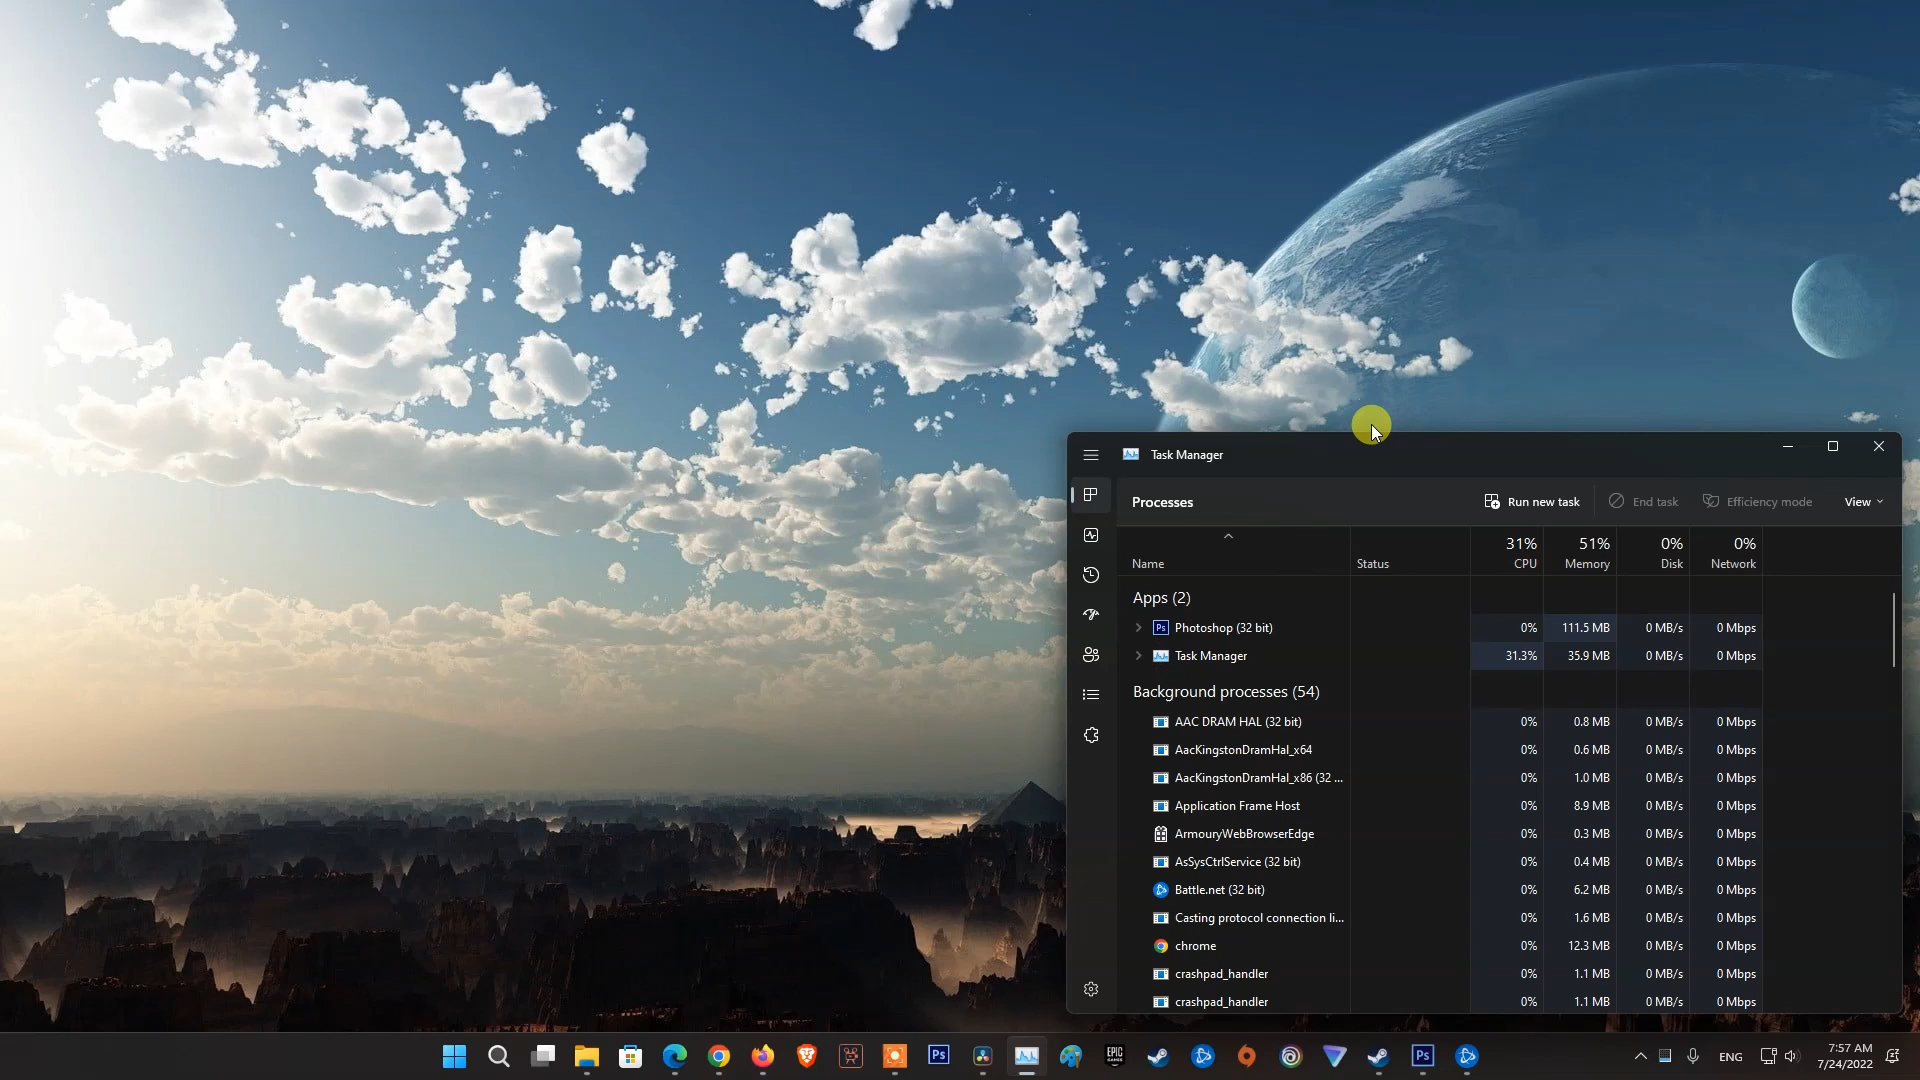 Task Manager
Processes
Run new task
End task
Efficiency mode
View
31% 51% 0% 0%
Name Status CPU Memory Disk Network
Apps (2)
Ps Photoshop (32 bit) 0% 111.5 MB 0 MB/s 0 Mbps
Task Manager 31.3% 35.9 MB 0 MB/s 0 Mbps
Background processes (54)
AAC DRAM HAL (32 bit) 0% 0.8 MB 0 MB/s 0 Mbps
AacKingstonDramHal_x64 0% 0.6 MB 0 MB/s 0 Mbps
AacKingstonDramHal_x86 (32 ... 0% 1.0 MB 0 MB/s 0 Mbps
Application Frame Host 0% 8.9 MB 0 MB/s 0 Mbps
ArmouryWebBrowserEdge 0% 0.3 MB 0 MB/s 0 Mbps
AsSysCtrlService (32 bit) 0% 0.4 MB 0 MB/s 0 Mbps
Battle.net (32 bit) 0% 6.2 MB 0 MB/s 0 Mbps
Casting protocol connection li... 0% 1.6 MB 0 MB/s 0 Mbps
chrome 0% 12.3 MB 0 MB/s 0 Mbps
crashpad_handler 0% 1.1 MB 0 MB/s 0 Mbps
crashpad_handler 0% 1.1 MB 0 MB/s 0 Mbps
Ps EPIC GAMES Ps ENG 7:57 AM
7/24/2022